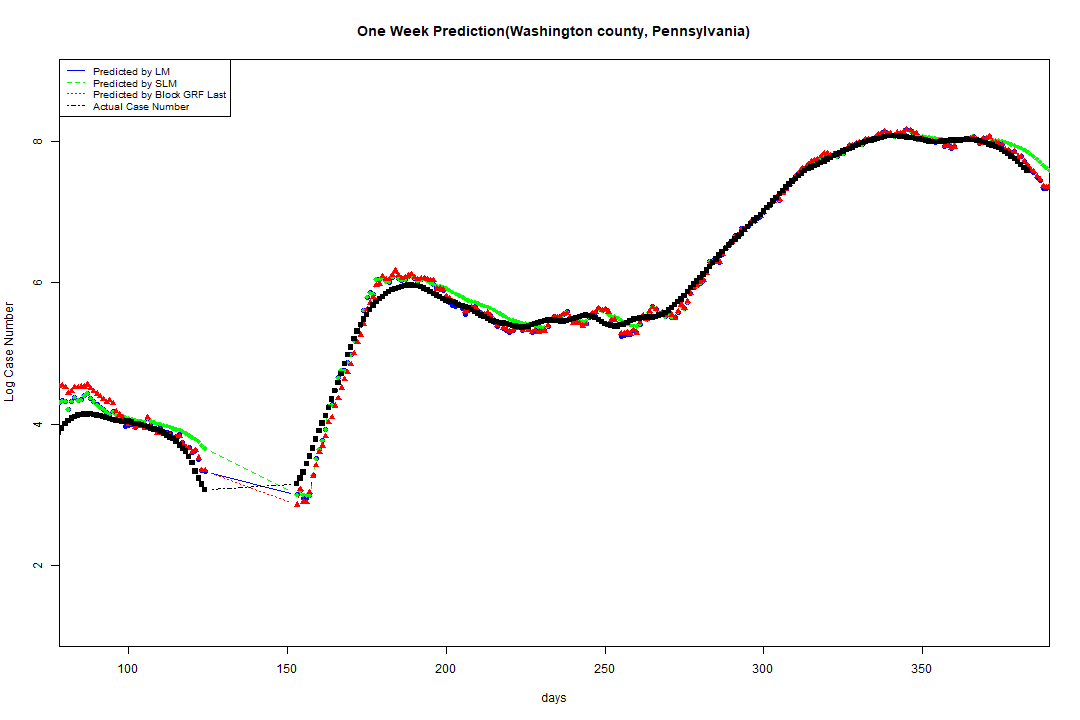 One Week Prediction(Washington county, Pennsylvania)
Predicted by LM
Predicted by SLM
Predicted by Block GRF Last
Actual Case Number
8
6
4
2
Log Case Number
100 150 200 250 300 350
days